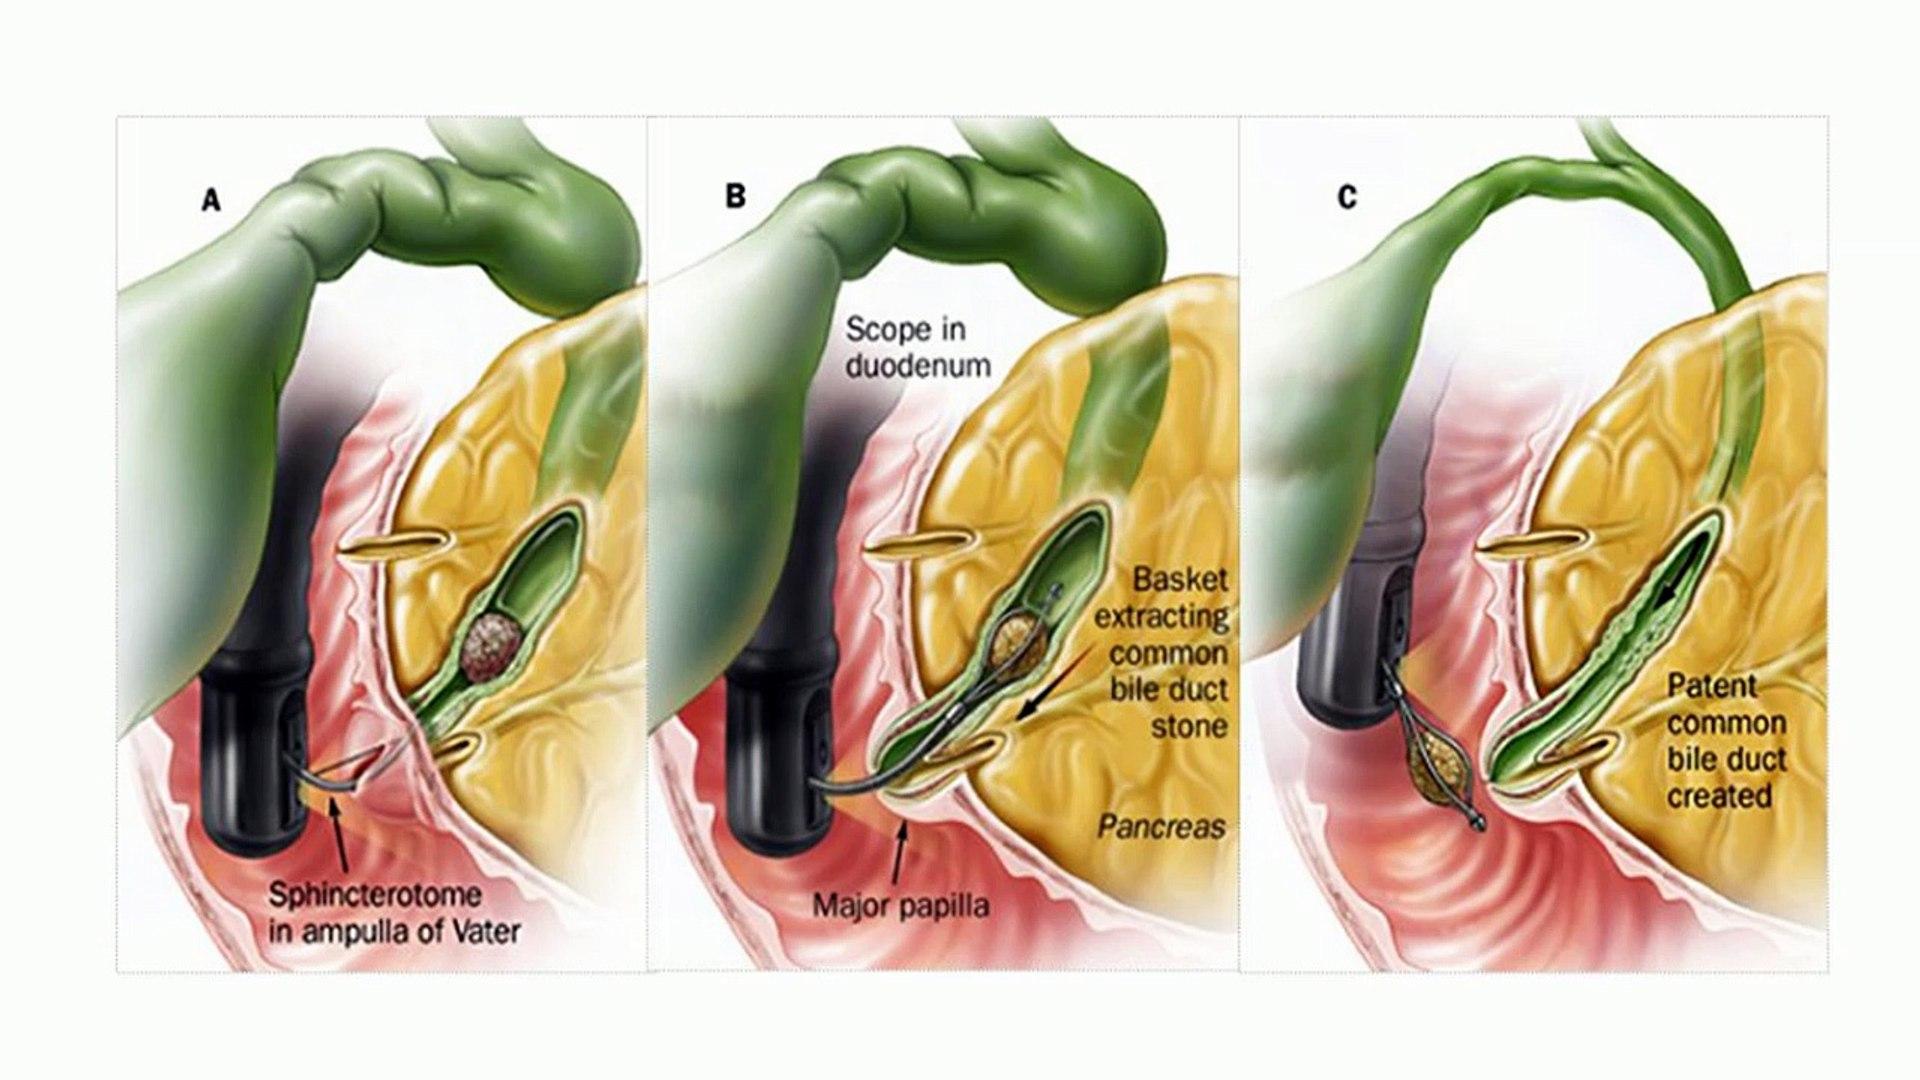 A
Sphincterotome
in ampulla of Vater
B
Scope in
duodenum
Basket
extracting
common
bile duct
stone
Pancreas
Major papilla
C
Patent
common
bile duct
created